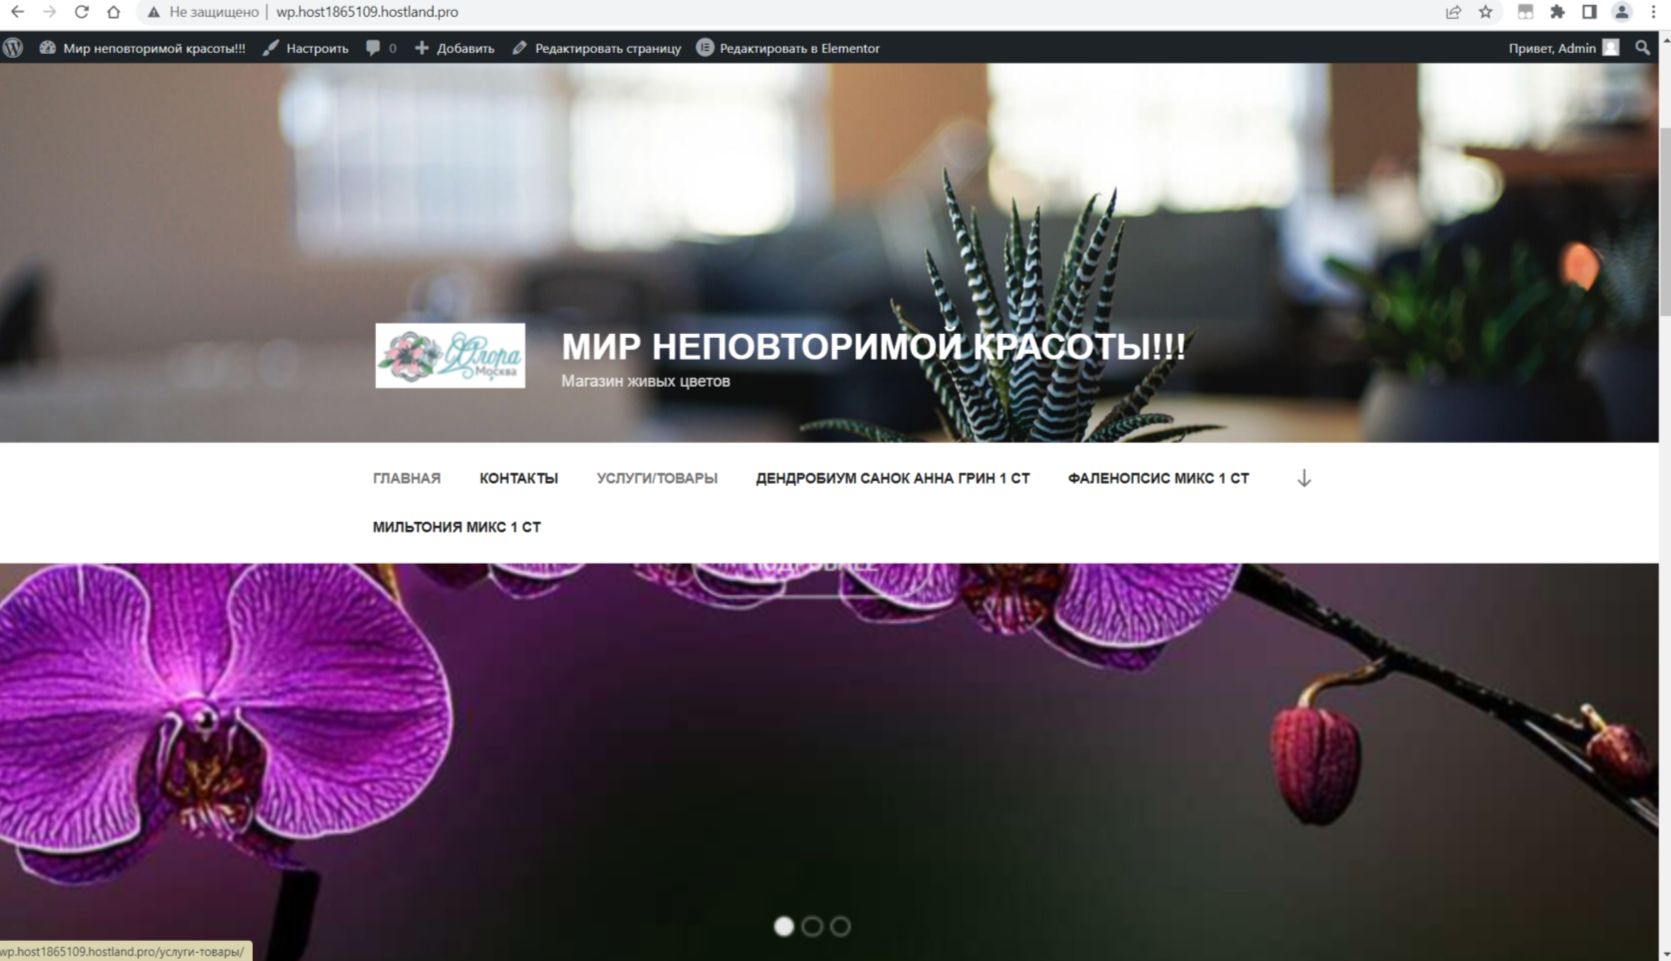 Не защищено | wp.host1865109.hostland.pro
Мир неповторимой красоты!!! Настроить 0 Добавить Редактировать страницу Редактировать в Elementor Привет, Admin
Флора
Москва
МИР НЕПОВТОРИМОЙ КРАСОТЫ!!!
Магазин живых цветов
ГЛАВНАЯ КОНТАКТЫ УСЛУГИ/ТОВАРЫ ДЕНДРОБИУМ САНОК АННА ГРИН 1 СТ ФАЛЕНОПСИС МИКС 1 СТ
МИЛЬТОНИЯ МИКС 1 СТ
ПОДРОБНЕЕ
wp.host1865109.hostland.pro/услуги-товары/